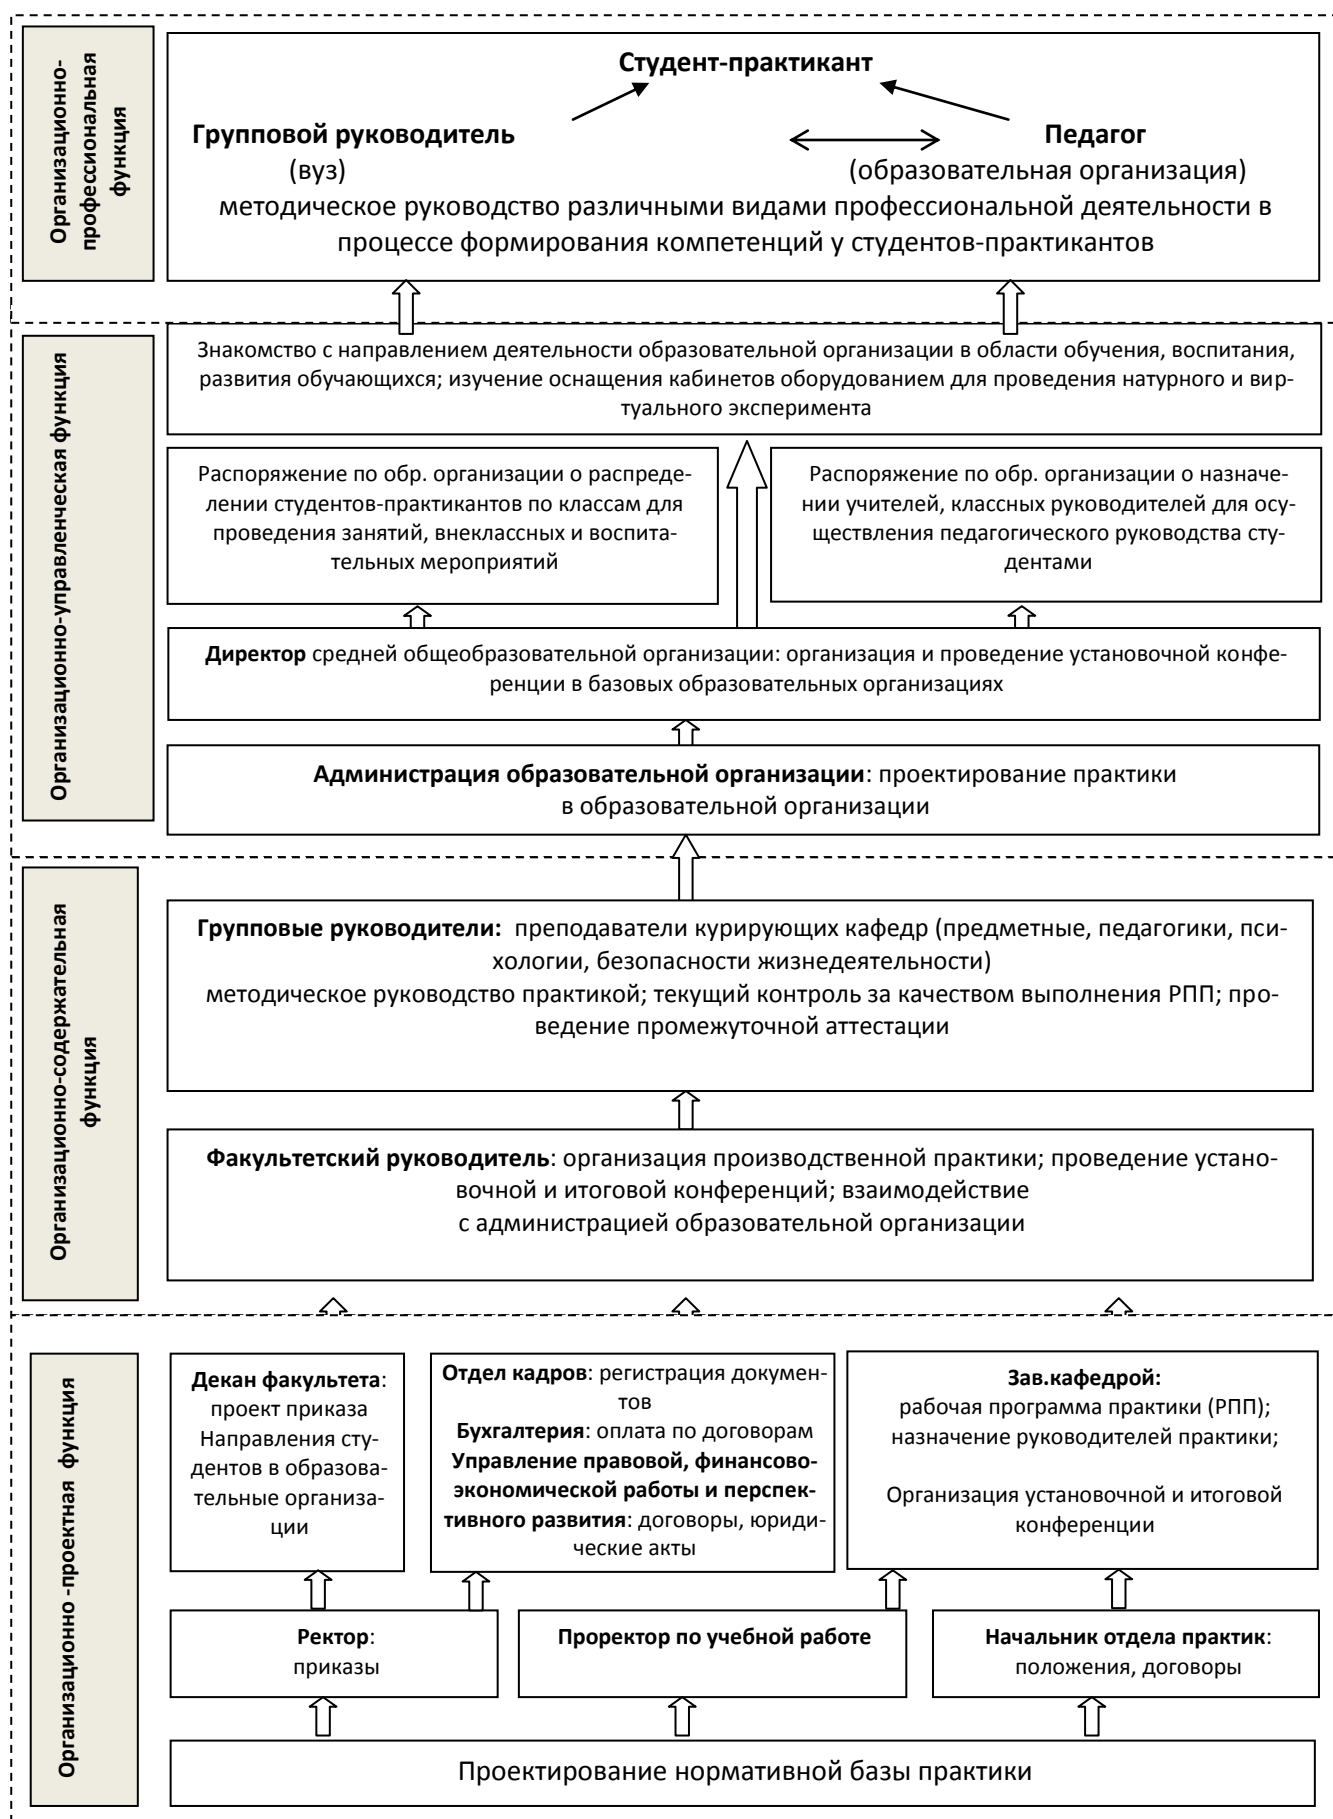 Организационно-
профессиональная
функция
Студент-практикант
Групповой руководитель
Педагог
(вуз)
(образовательная организация)
методическое руководство различными видами профессиональной деятельности в
процессе формирования компетенций у студентов-практикантов
Организационно-управленческая функция
Знакомство с направлением деятельности образовательной организации в области обучения, воспитания,
развития обучающихся; изучение оснащения кабинетов оборудованием для проведения натурного и вир-
туального эксперимента
Распоряжение по обр. организации о распреде-
лении студентов-практикантов по классам для
проведения занятий, внеклассных и воспита-
тельных мероприятий
Распоряжение по обр. организации о назначе-
нии учителей, классных руководителей для осу-
ществления педагогического руководства сту-
дентами
Директор средней общеобразовательной организации: организация и проведение установочной конфе-
ренции в базовых образовательных организациях
Администрация образовательной организации: проектирование практики
в образовательной организации
Организационно-содержательная
функция
Групповые руководители: преподаватели курирующих кафедр (предметные, педагогики, пси-
хологии, безопасности жизнедеятельности)
методическое руководство практикой; текущий контроль за качеством выполнения РПП; про-
ведение промежуточной аттестации
Факультетский руководитель: организация производственной практики; проведение устано-
вочной и итоговой конференций; взаимодействие
с администрацией образовательной организации
Организационно -проектная функция
Декан факультета:
проект приказа
Направления сту-
дентов в образова-
тельные организа-
ции
Отдел кадров: регистрация докумен-
тов
Бухгалтерия: оплата по договорам
Управление правовой, финансово-
экономической работы и перспек-
тивного развития: договоры, юриди-
ческие акты
Зав.кафедрой:
рабочая программа практики (РПП);
назначение руководителей практики;
Организация установочной и итоговой
конференции
Ректор:
приказы
Проректор по учебной работе
Начальник отдела практик:
положения, договоры
Проектирование нормативной базы практики